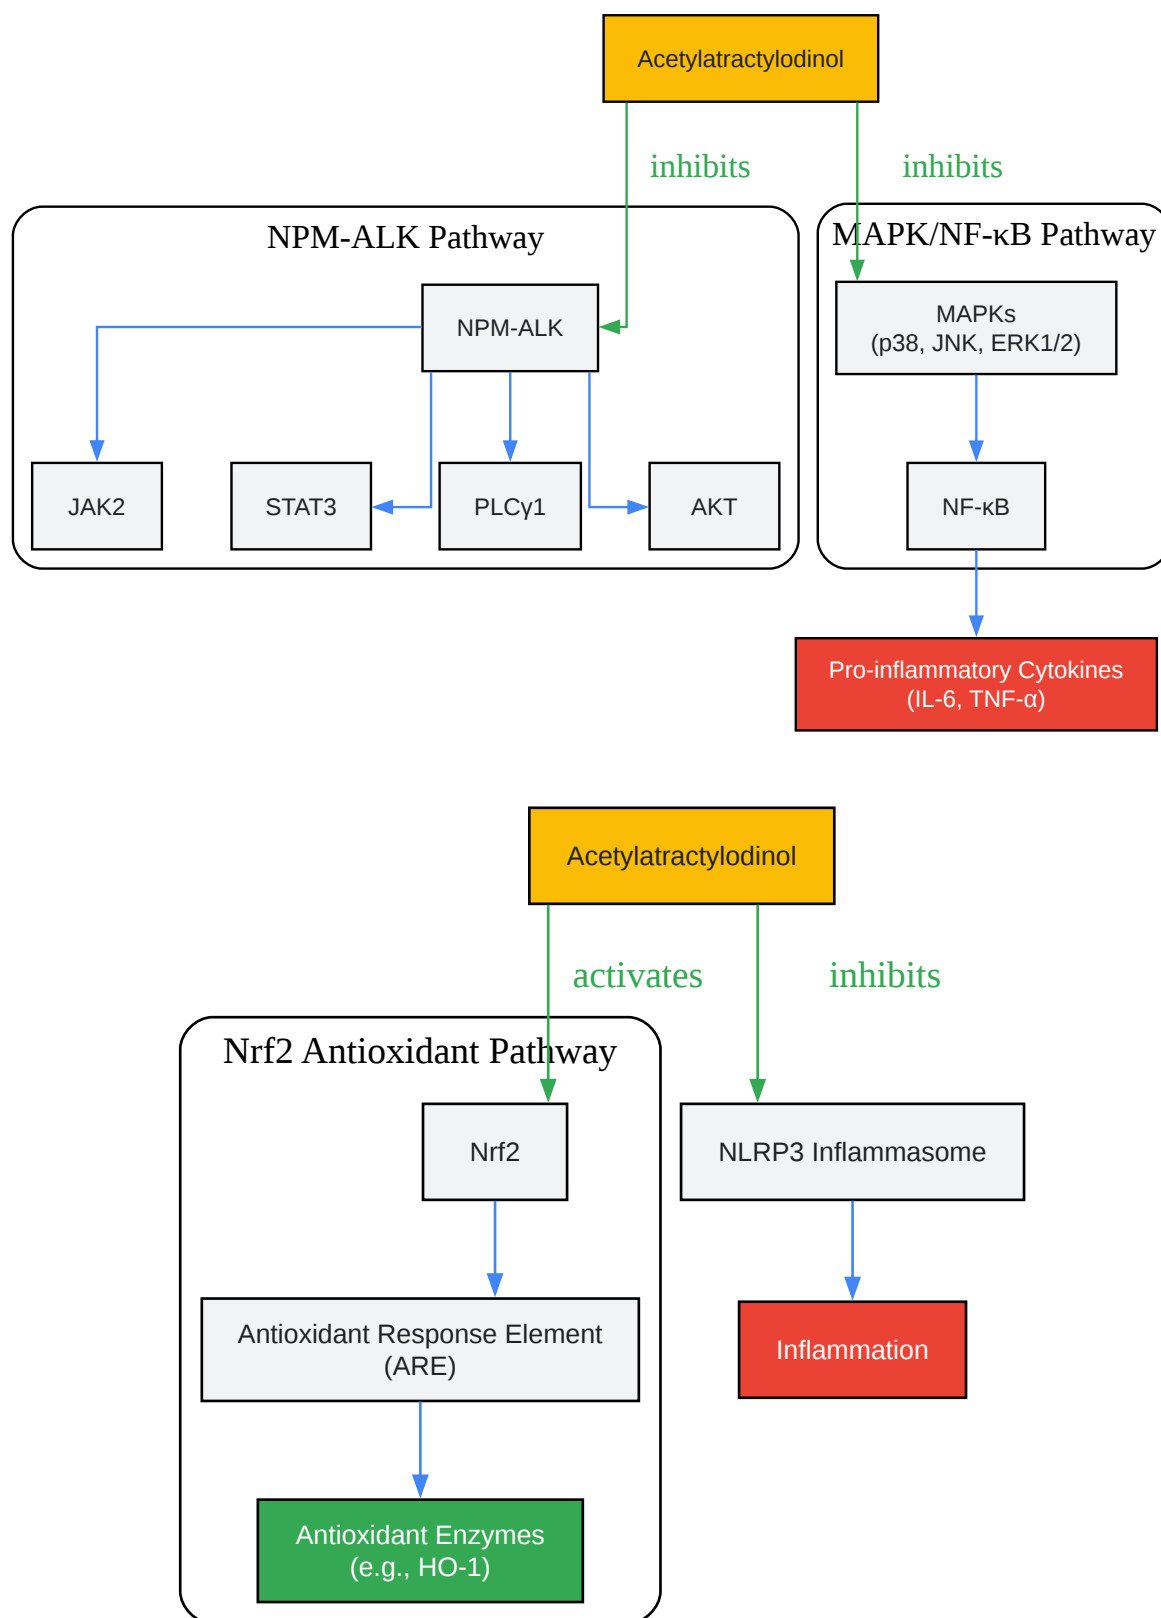 Acetylatractylodinol
inhibits
inhibits
NPM-ALK Pathway
MAPK/NF-κB Pathway
NPM-ALK
MAPKs
(p38, JNK, ERK1/2)
JAK2
STAT3
PLCγ1
AKT
NF-κB
Pro-inflammatory Cytokines
(IL-6, TNF-α)
Acetylatractylodinol
activates
inhibits
Nrf2 Antioxidant Pathway
Nrf2
NLRP3 Inflammasome
Antioxidant Response Element
(ARE)
Inflammation
Antioxidant Enzymes
(e.g., HO-1)